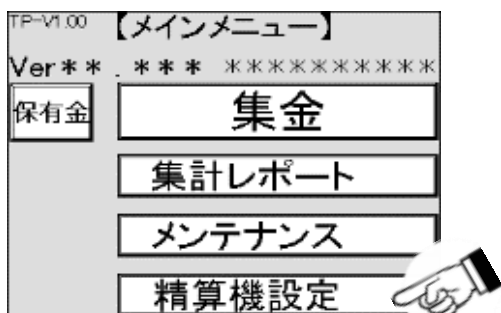 TP-V1.00 【メインメニュー】
Ver** . *** **********
保有金 集金
集計レポート
メンテナンス
精算機設定